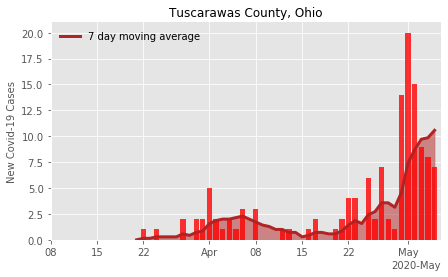 Tuscarawas County, Ohio
7 day moving average
New Covid-19 Cases
20.0
17.5
15.0
12.5
10.0
7.5
5.0
2.5
0.0
08 15 22 Apr 08 15 22 May
2020-May